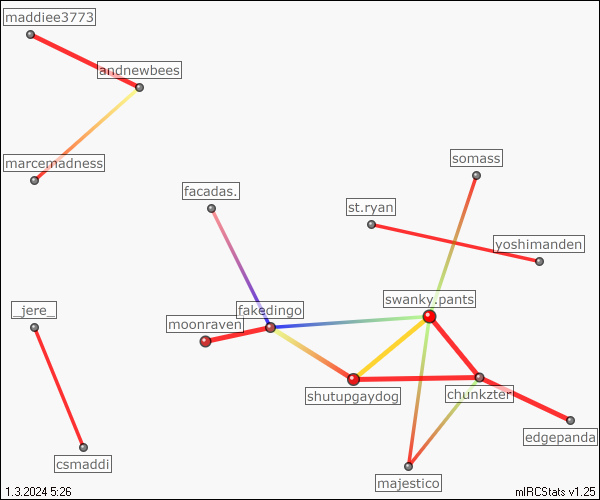 maddiee3773
andnewbees
marcemadness
somass
facadas.
st.ryan
yoshimanden
swanky.pants
_jere_
fakedingo
moonraven
shutupgaydog
chunkzter
edgepanda
csmaddi
majestico
1.3.2024 5:26
mIRCStats v1.25